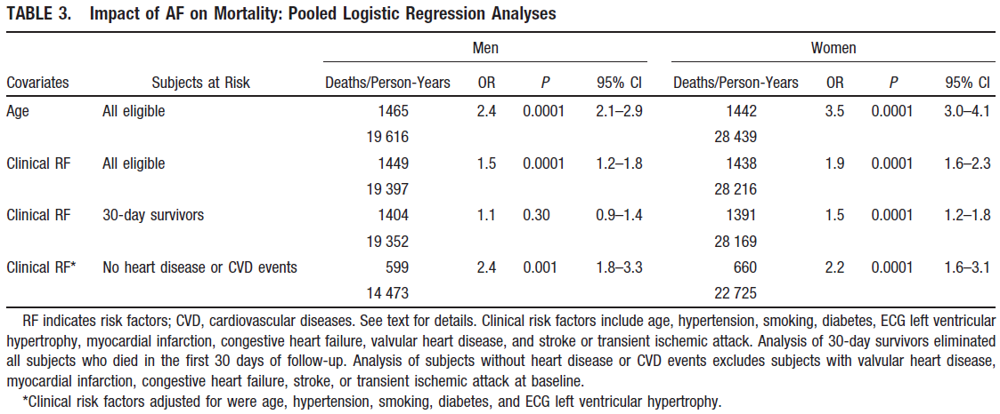 TABLE 3. Impact of AF on Mortality: Pooled Logistic Regression Analyses
Men Women
Covariates Subjects at Risk Deaths/Person-Years OR P 95% CI Deaths/Person-Years OR P 95% CI
Age All eligible 1465 2.4 0.0001 2.1–2.9 1442 3.5 0.0001 3.0–4.1
19 616 28 439
Clinical RF All eligible 1449 1.5 0.0001 1.2–1.8 1438 1.9 0.0001 1.6–2.3
19 397 28 216
Clinical RF 30-day survivors 1404 1.1 0.30 0.9–1.4 1391 1.5 0.0001 1.2–1.8
19 352 28 169
Clinical RF* No heart disease or CVD events 599 2.4 0.001 1.8–3.3 660 2.2 0.0001 1.6–3.1
14 473 22 725
RF indicates risk factors; CVD, cardiovascular diseases. See text for details. Clinical risk factors include age, hypertension, smoking, diabetes, ECG left ventricular
hypertrophy, myocardial infarction, congestive heart failure, valvular heart disease, and stroke or transient ischemic attack. Analysis of 30-day survivors eliminated
all subjects who died in the first 30 days of follow-up. Analysis of subjects without heart disease or CVD events excludes subjects with valvular heart disease,
myocardial infarction, congestive heart failure, stroke, or transient ischemic attack at baseline.
*Clinical risk factors adjusted for were age, hypertension, smoking, diabetes, and ECG left ventricular hypertrophy.